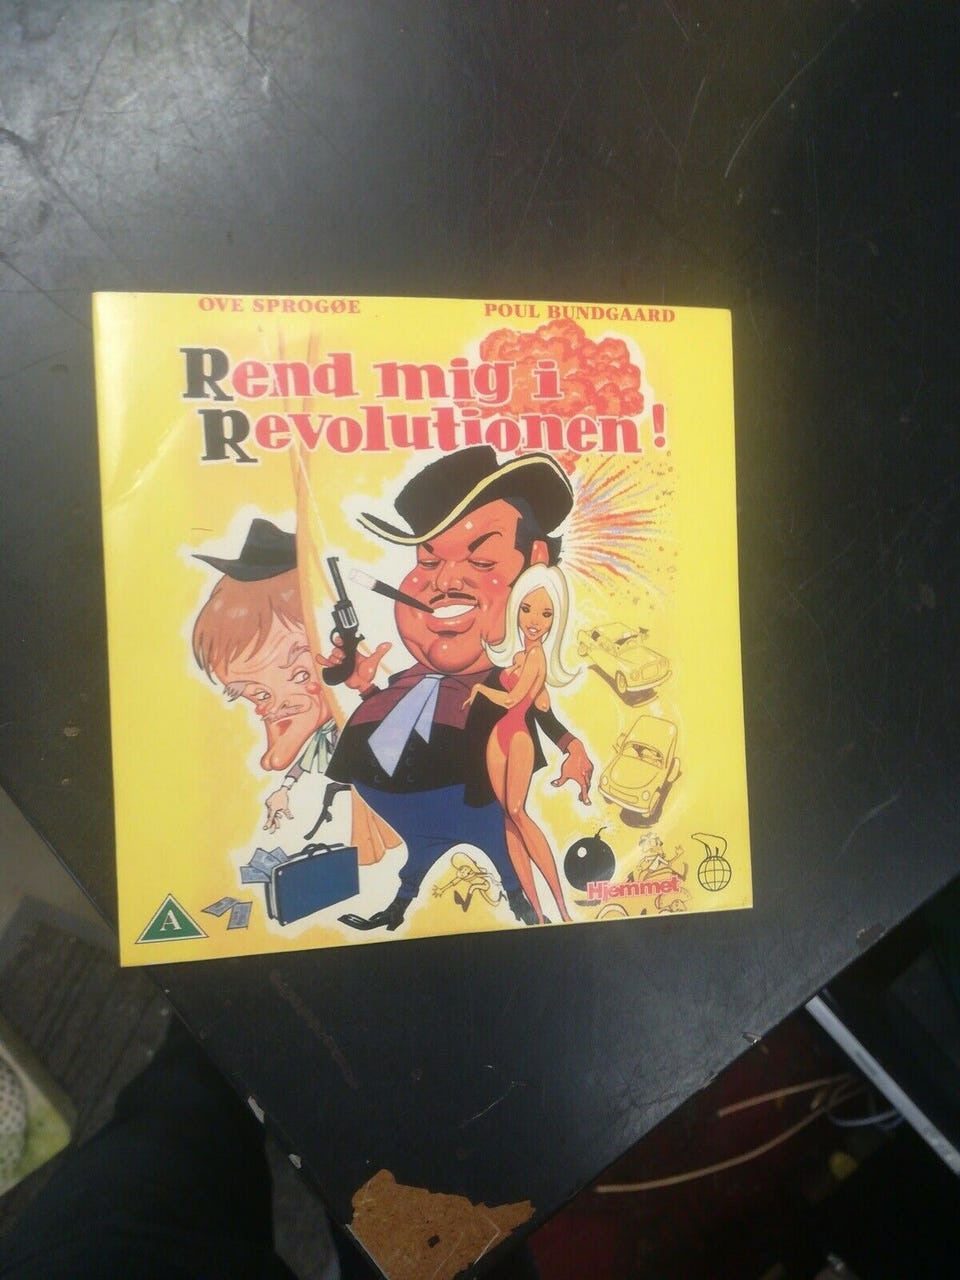 OVE SPROGØE
POUL BUNDGAARD
Rend mig i
Revolutionen!
Hjemmet
A